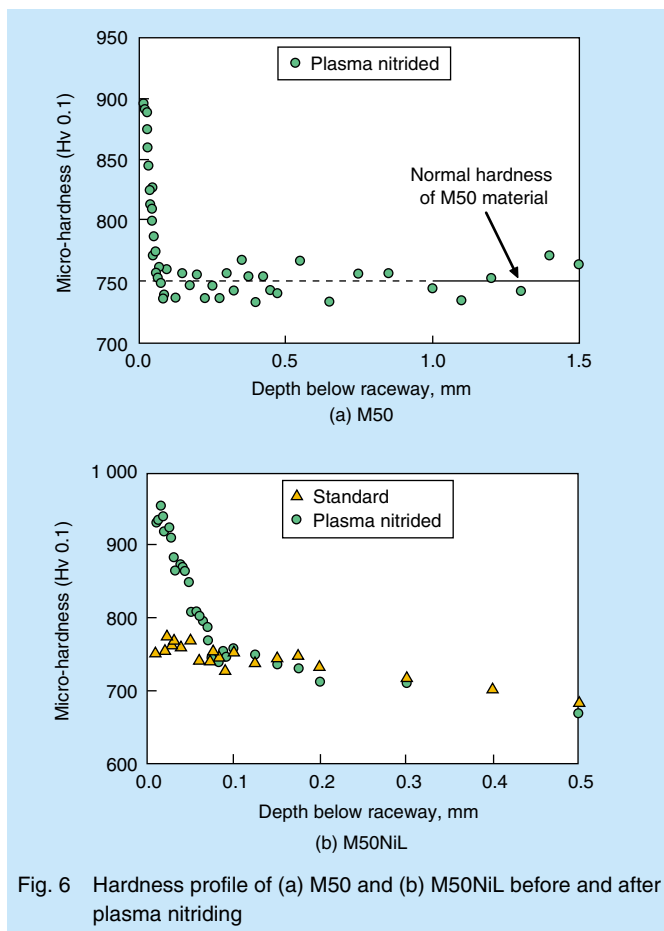 950
900
850
800
750
700
Micro-hardness (Hv 0.1)
Plasma nitrided
Normal hardness
of M50 material
0.0 0.5 1.0 1.5
Depth below raceway, mm
(a) M50
1 000
900
800
700
600
Micro-hardness (Hv 0.1)
Standard
Plasma nitrided
0.0 0.1 0.2 0.3 0.4 0.5
Depth below raceway, mm
(b) M50NiL
Fig. 6 Hardness profile of (a) M50 and (b) M50NiL before and after
plasma nitriding